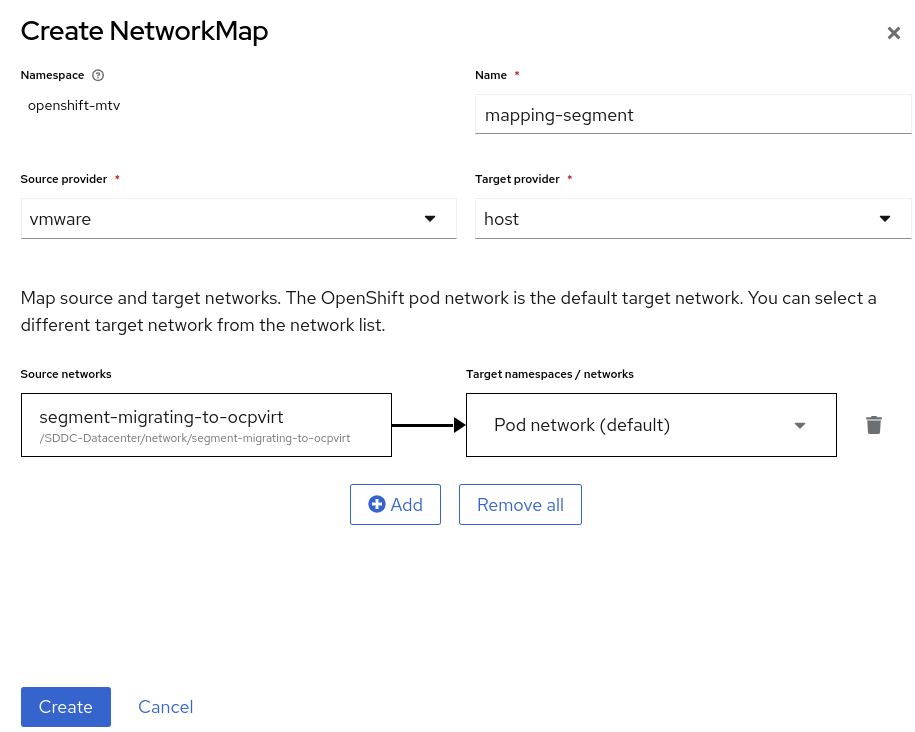 Create NetworkMap
Namespace
openshift-mtv
Name *
mapping-segment
Source provider *
vmware
Target provider *
host
Map source and target networks. The OpenShift pod network is the default target network. You can select a
different target network from the network list.
Source networks
Target namespaces / networks
segment-migrating-to-ocpvirt
/SDDC-Datacenter/network/segment-migrating-to-ocpvirt
Pod network (default)
Add
Remove all
Create
Cancel